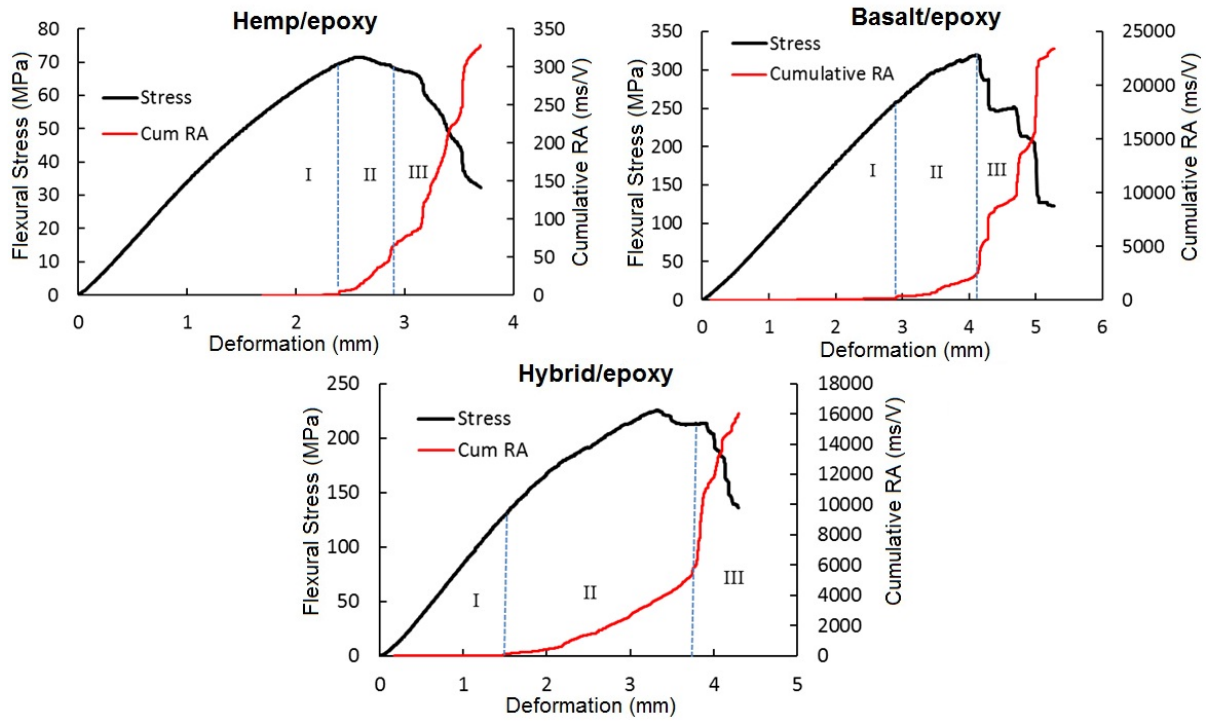 Hemp/epoxy
Flexural Stress (MPa)
80
70
60
50
40
30
20
10
0
Stress
Cum RA
I
II
III
350
300
250
200
150
100
50
0
Cumulative RA (ms/V)
0
1
2
3
4
Deformation (mm)
Basalt/epoxy
Flexural Stress (MPa)
350
300
250
200
150
100
50
0
Stress
Cumulative RA
I
II
III
25000
20000
15000
10000
5000
0
Cumulative RA (ms/V)
0
1
2
3
4
5
6
Deformation (mm)
Hybrid/epoxy
Flexural Stress (MPa)
250
200
150
100
50
0
Stress
Cum RA
I
II
III
18000
16000
14000
12000
10000
8000
6000
4000
2000
0
Cumulative RA (ms/V)
0
1
2
3
4
5
Deformation (mm)